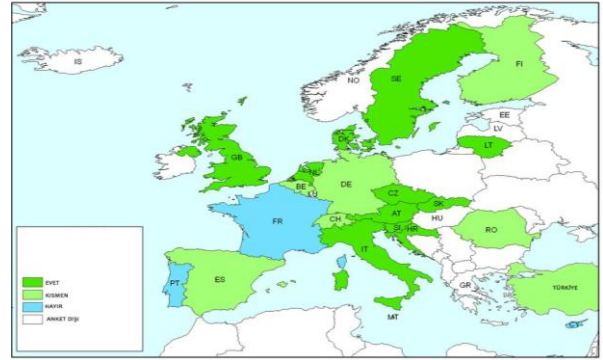 IS
NO
SE
FI
EE
LV
LT
DK
GB
NL
BE
LU
DE
CZ
SK
CH
AT
HU
FR
SI
HR
RO
IT
PT
ES
GR
TÜRKİYE
MT
CY
EVET
KISMEN
HAYIR
ANKET DIŞI